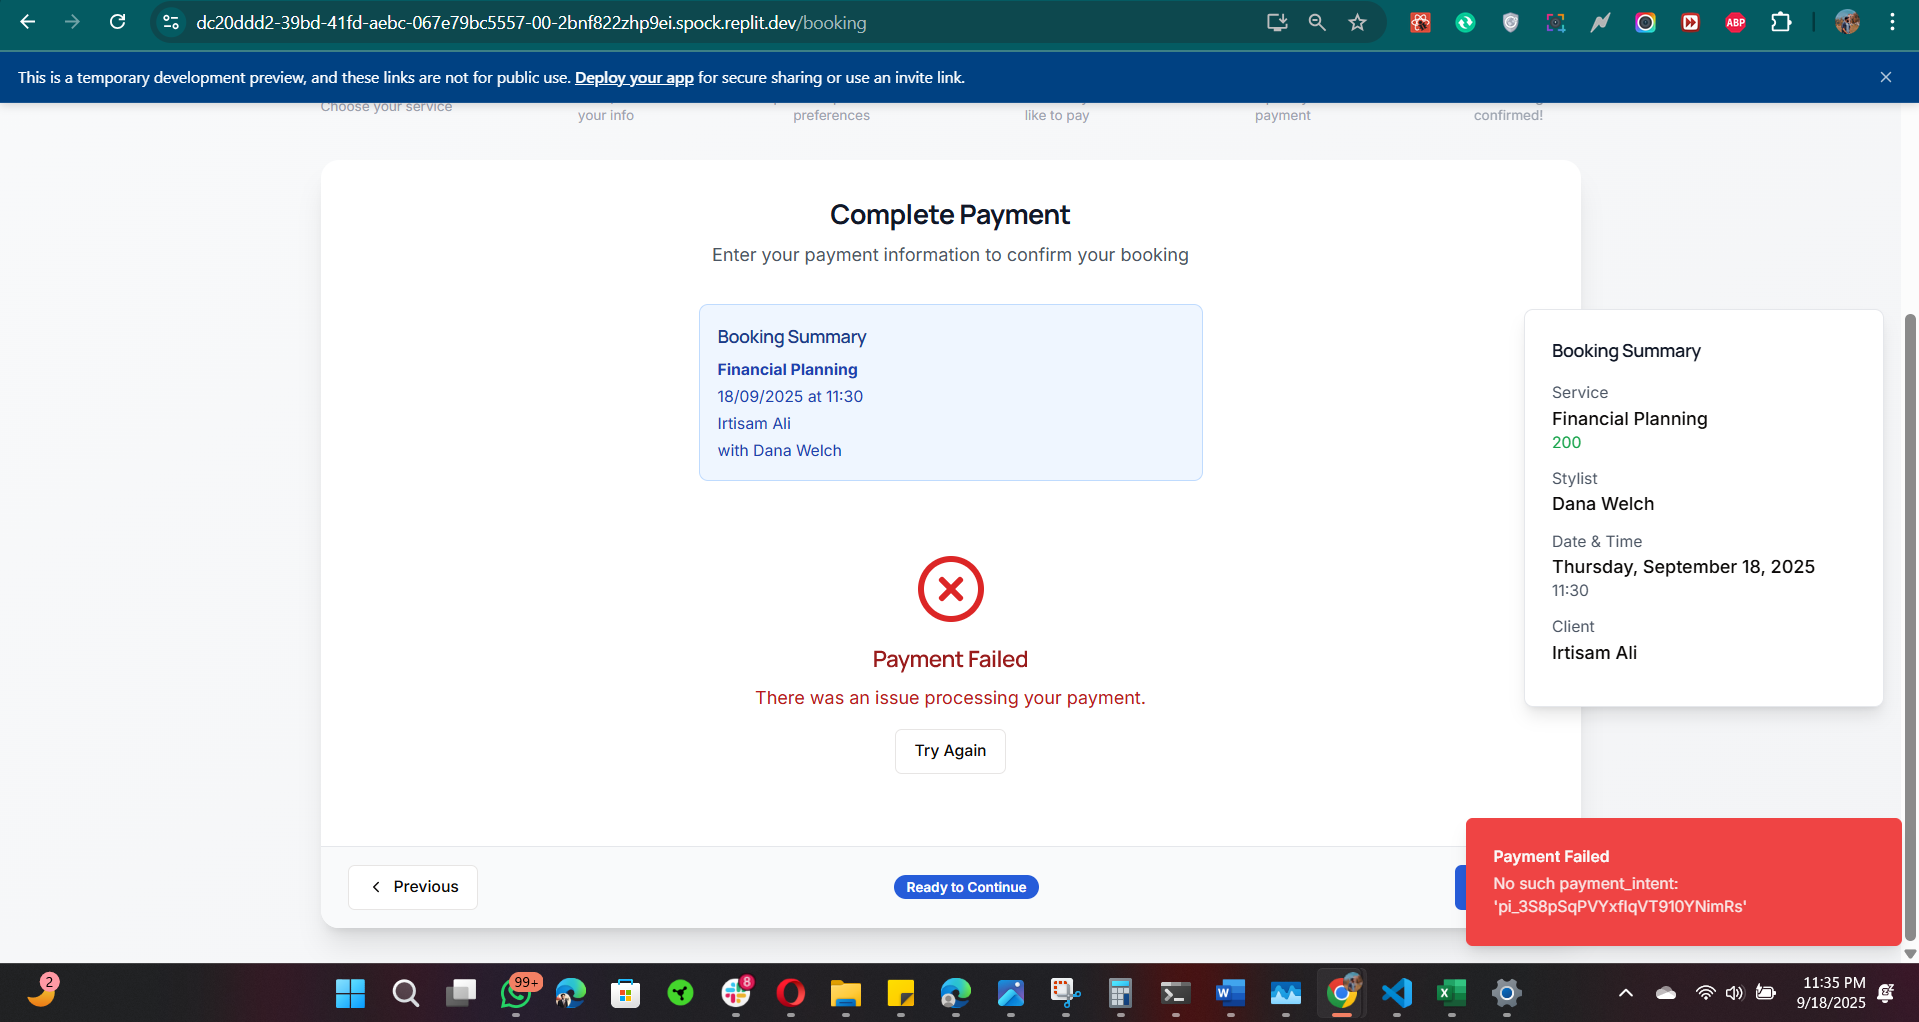 dc20ddd2-39bd-41fd-aebc-067e79bc5557-00-2bnf822zhp9ei.spock.replit.dev/booking
ABP
This is a temporary development preview, and these links are not for public use. Deploy your app for secure sharing or use an invite link.
Choose your service
your info
preferences
like to pay
payment
confirmed!
Complete Payment
Enter your payment information to confirm your booking
Booking Summary
Financial Planning
18/09/2025 at 11:30
Irtisam Ali
with Dana Welch
Payment Failed
There was an issue processing your payment.
Try Again
Previous
Ready to Continue
Booking Summary
Service
Financial Planning
200
Stylist
Dana Welch
Date & Time
Thursday, September 18, 2025
11:30
Client
Irtisam Ali
Payment Failed
No such payment_intent:
'pi_3S8pSqPVYxflqVT910YNimRs'
2
99+
8
11:35 PM
9/18/2025